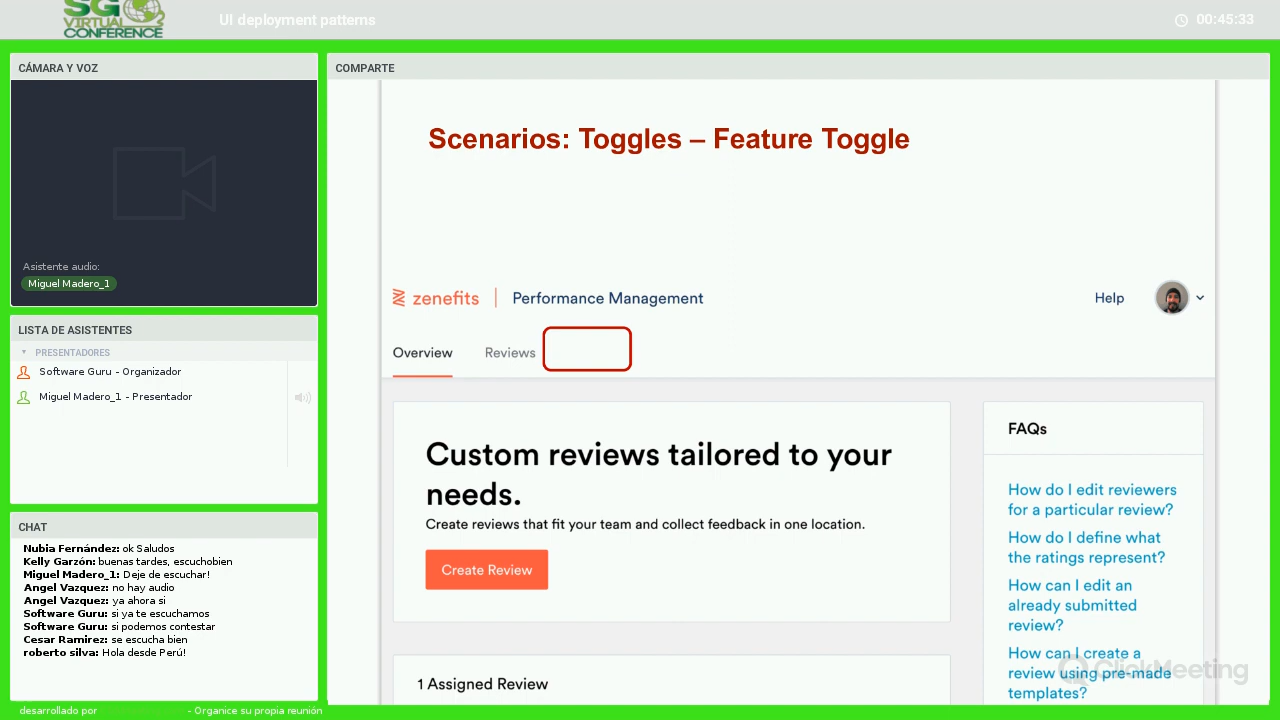 SG
VIRTUAL
CONFERENCE
UI deployment patterns
00:45:33
CÁMARA Y VOZ
Asistente audio:
Miguel Madero_1
LISTA DE ASISTENTES
PRESENTADORES
Software Guru - Organizador
Miguel Madero_1 - Presentador
CHAT
Nubia Fernández: ok Saludos
Kelly Garzón: buenas tardes, escuchobien
Miguel Madero_1: Deje de escuchar!
Angel Vazquez: no hay audio
Angel Vazquez: ya ahora si
Software Guru: si ya te escuchamos
Software Guru: si podemos contestar
Cesar Ramirez: se escucha bien
roberto silva: Hola desde Perú!
desarrollado por - Organice su propia reunión
COMPARTE
Scenarios: Toggles – Feature Toggle
zenefits
Performance Management
Help
Overview
Reviews
Custom reviews tailored to your
needs.
Create reviews that fit your team and collect feedback in one location.
Create Review
1 Assigned Review
FAQs
How do I edit reviewers
for a particular review?
How do I define what
the ratings represent?
How can I edit an
already submitted
review?
How can I create a
review using pre-made
templates?
ClickMeeting